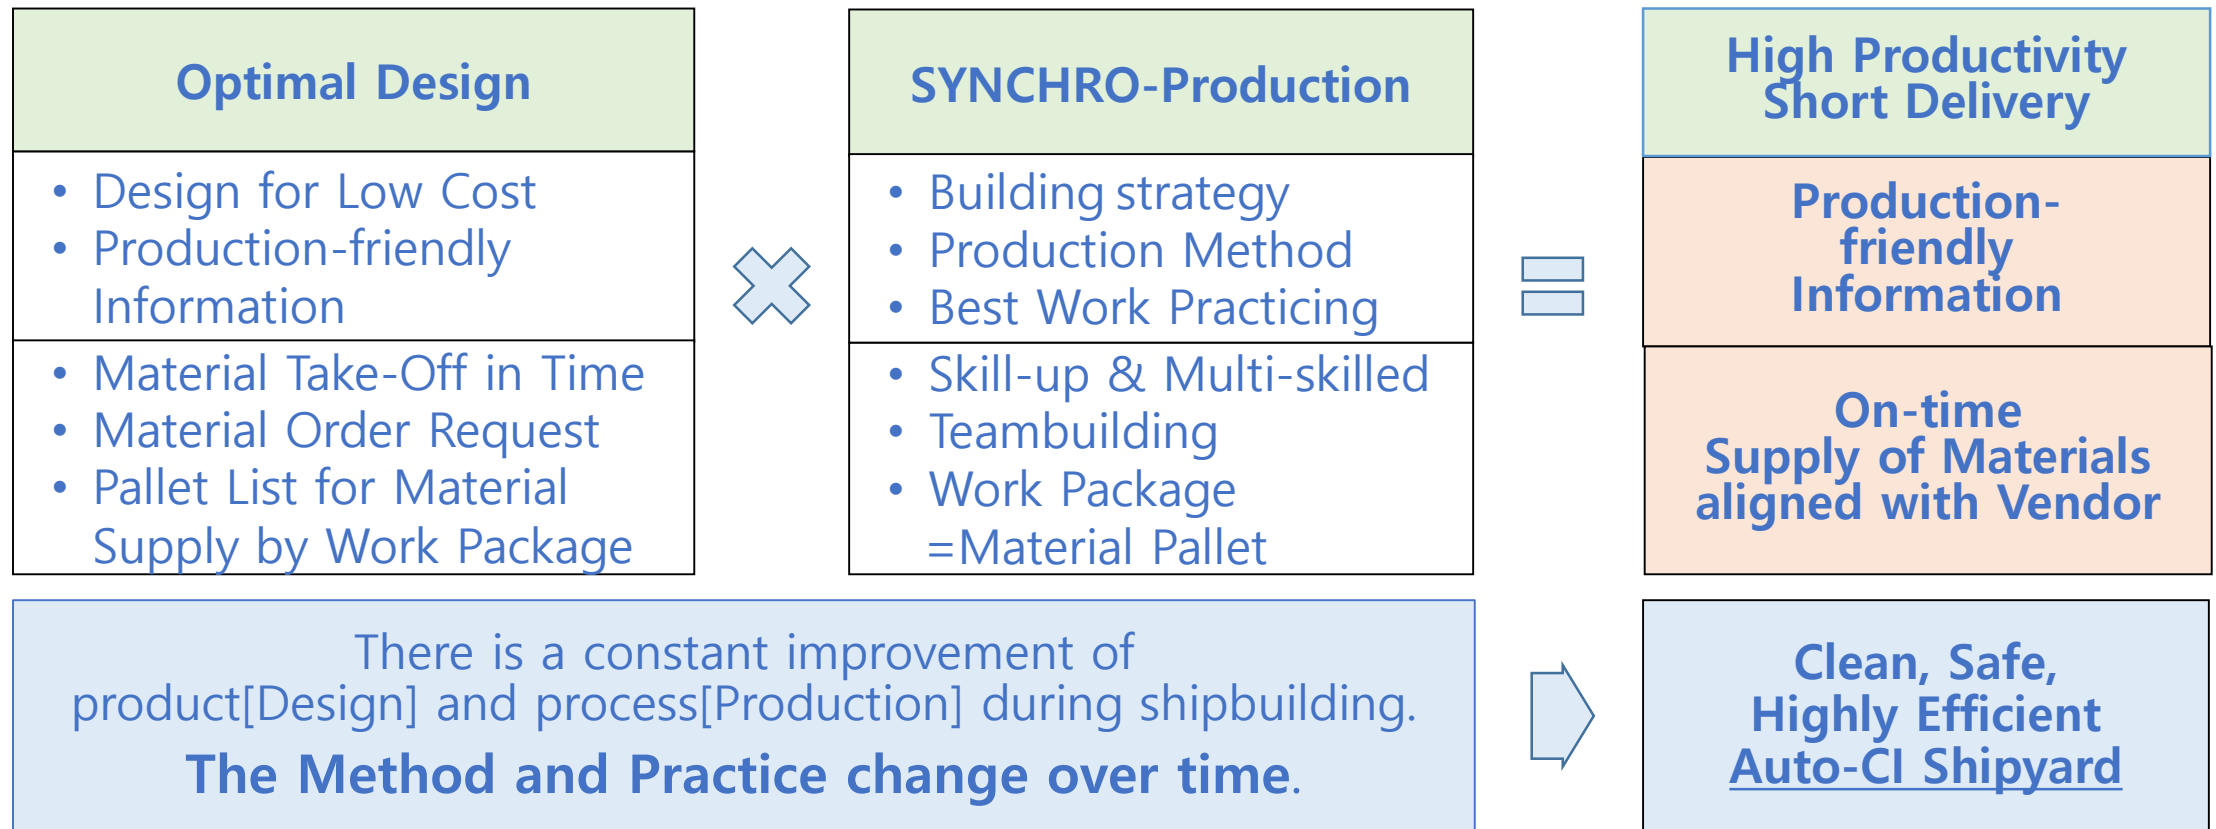 Optimal Design
• Design for Low Cost
• Production-friendly
Information
• Material Take-Off in Time
• Material Order Request
• Pallet List for Material
Supply by Work Package
SYNCHRO-Production
• Building strategy
• Production Method
• Best Work Practicing
• Skill-up & Multi-skilled
• Teambuilding
• Work Package
=Material Pallet
High Productivity
Short Delivery
Production-
friendly
Information
On-time
Supply of Materials
aligned with Vendor
There is a constant improvement of
product[Design] and process[Production] during shipbuilding.
The Method and Practice change over time.
Clean, Safe,
Highly Efficient
Auto-CI Shipyard